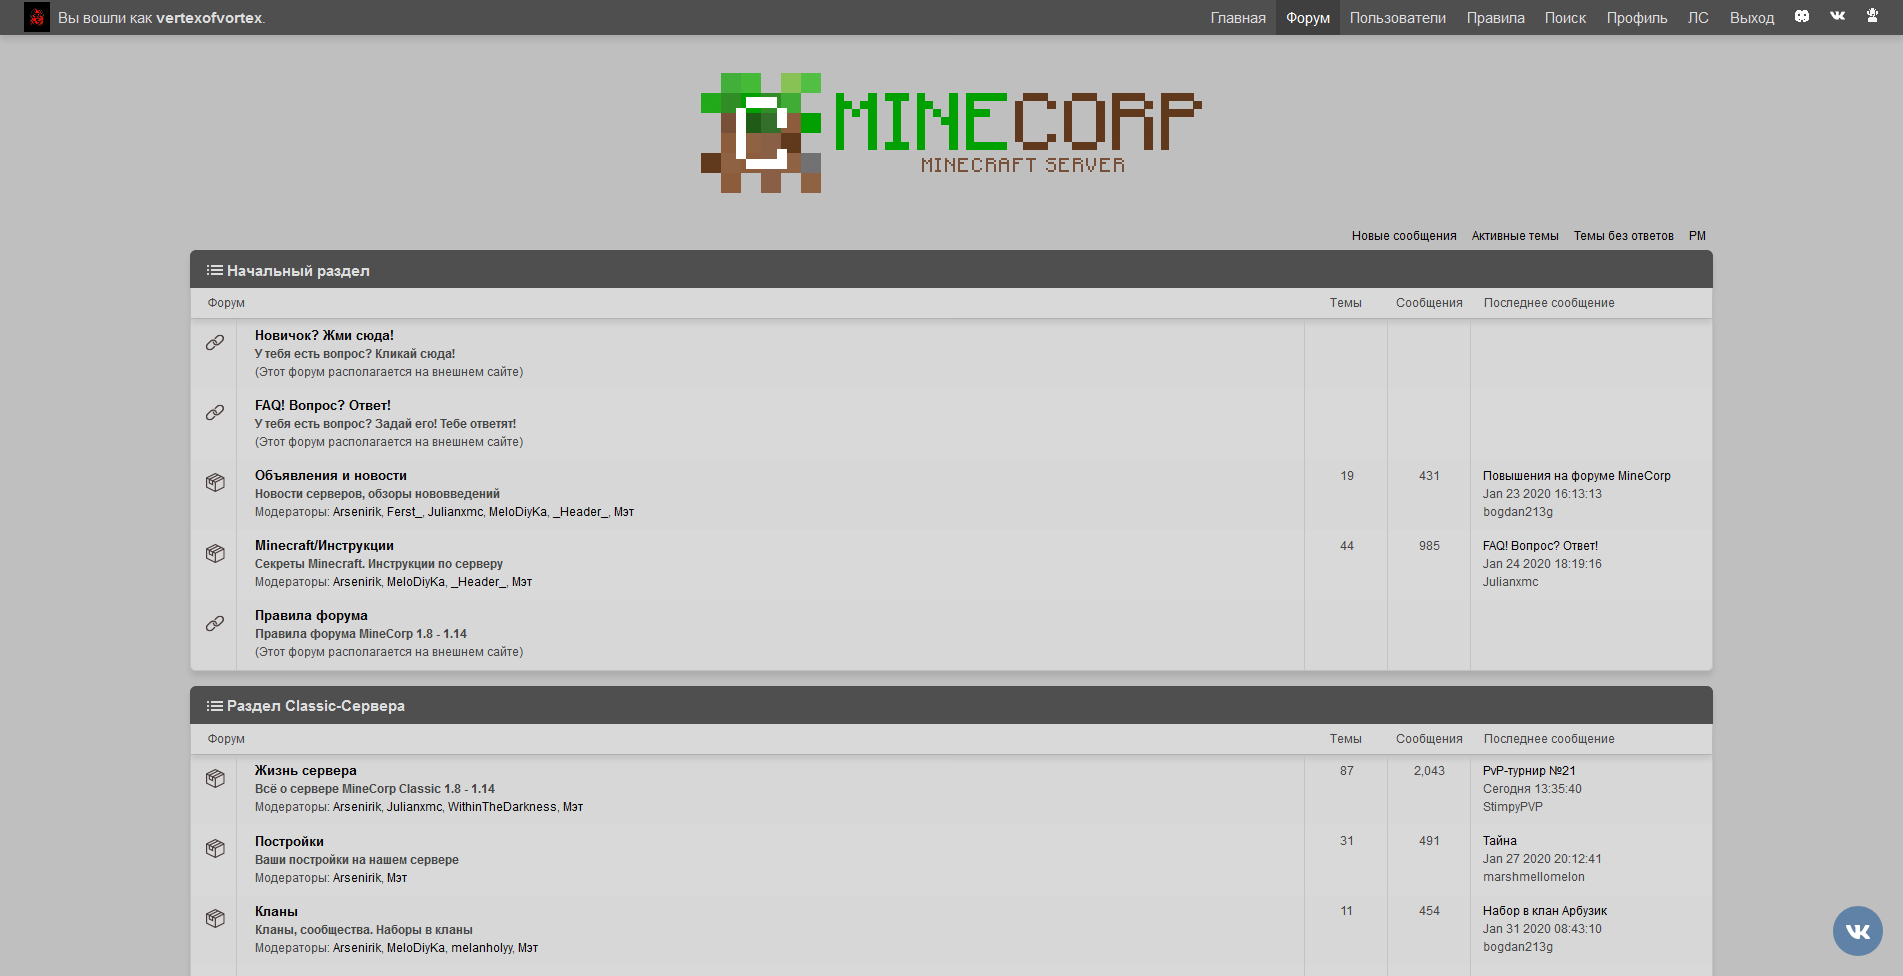 Вы вошли как vertexofvortex.
Главная Форум Пользователи Правила Поиск Профиль ЛС Выход
MINECORP
MINECRAFT SERVER
Новые сообщения Активные темы Темы без ответов PM
Начальный раздел
Форум Темы Сообщения Последнее сообщение
Новичок? Жми сюда!
У тебя есть вопрос? Кликай сюда!
(Этот форум располагается на внешнем сайте)
FAQ! Вопрос? Ответ!
У тебя есть вопрос? Задай его! Тебе ответят!
(Этот форум располагается на внешнем сайте)
Объявления и новости 19 431 Повышения на форуме MineCorp
Новости серверов, обзоры нововведений Jan 23 2020 16:13:13
Модераторы: Arsenirik, Ferst_, Julianxmc, MeloDiyKa, _Header_, Мэт bogdan213g
Minecraft/Инструкции 44 985 FAQ! Вопрос? Ответ!
Секреты Minecraft. Инструкции по серверу Jan 24 2020 18:19:16
Модераторы: Arsenirik, MeloDiyKa, _Header_, Мэт Julianxmc
Правила форума
Правила форума MineCorp 1.8 - 1.14
(Этот форум располагается на внешнем сайте)
Раздел Classic-Сервера
Форум Темы Сообщения Последнее сообщение
Жизнь сервера 87 2,043 PvP-турнир №21
Всё о сервере MineCorp Classic 1.8 - 1.14 Сегодня 13:35:40
Модераторы: Arsenirik, Julianxmc, WithinTheDarkness, Мэт StimpyPVP
Постройки 31 491 Тайна
Ваши постройки на нашем сервере Jan 27 2020 20:12:41
Модераторы: Arsenirik, Мэт marshmellomelon
Кланы 11 454 Набор в клан Арбузик
Кланы, сообщества. Наборы в кланы Jan 31 2020 08:43:10
Модераторы: Arsenirik, MeloDiyKa, melanholyy, Мэт bogdan213g